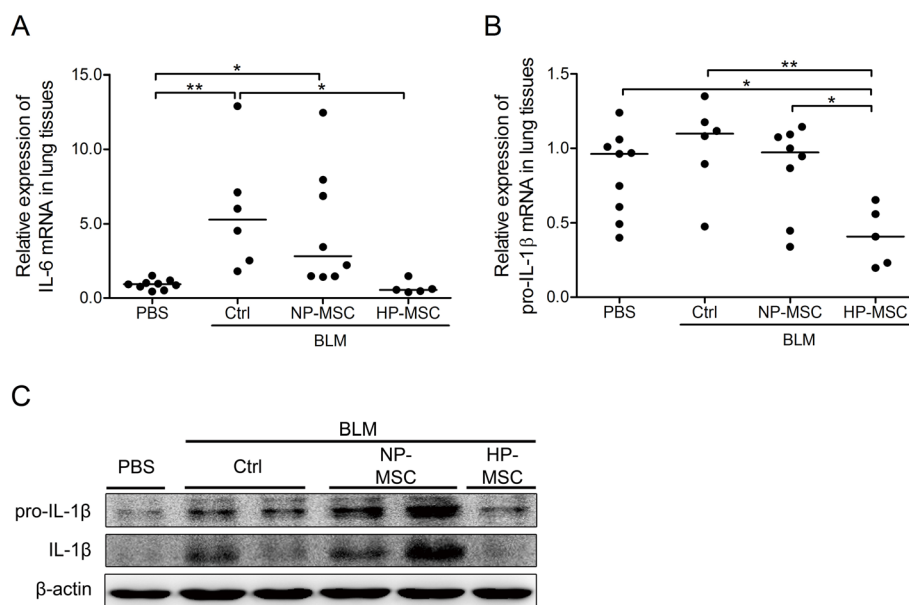 A
Relative expression of
IL-6 mRNA in lung tissues
15.0
10.0
5.0
0.0
*
**
*
PBS
Ctrl
NP-MSC
HP-MSC
BLM
B
Relative expression of
pro-IL-1β mRNA in lung tissues
1.5
1.0
0.5
0.0
**
*
*
PBS
Ctrl
NP-MSC
HP-MSC
BLM
C
BLM
PBS
Ctrl
NP-
MSC
HP-
MSC
pro-IL-1β
IL-1β
β-actin